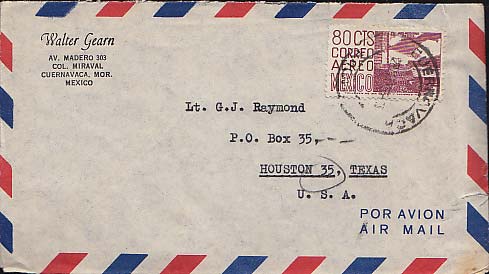 Walter Gearn
AV. MADERO 303
COL. MIRAVAL
CUERNAVACA, MOR.
MEXICO
80 CTS
CORREO
AEREO
MEXICO
CUERNAVACA
Lt. G.J. Raymond
P.O. Box 35,--
HOUSTON 35, TEXAS
U. S. A.
POR AVION
AIR MAIL